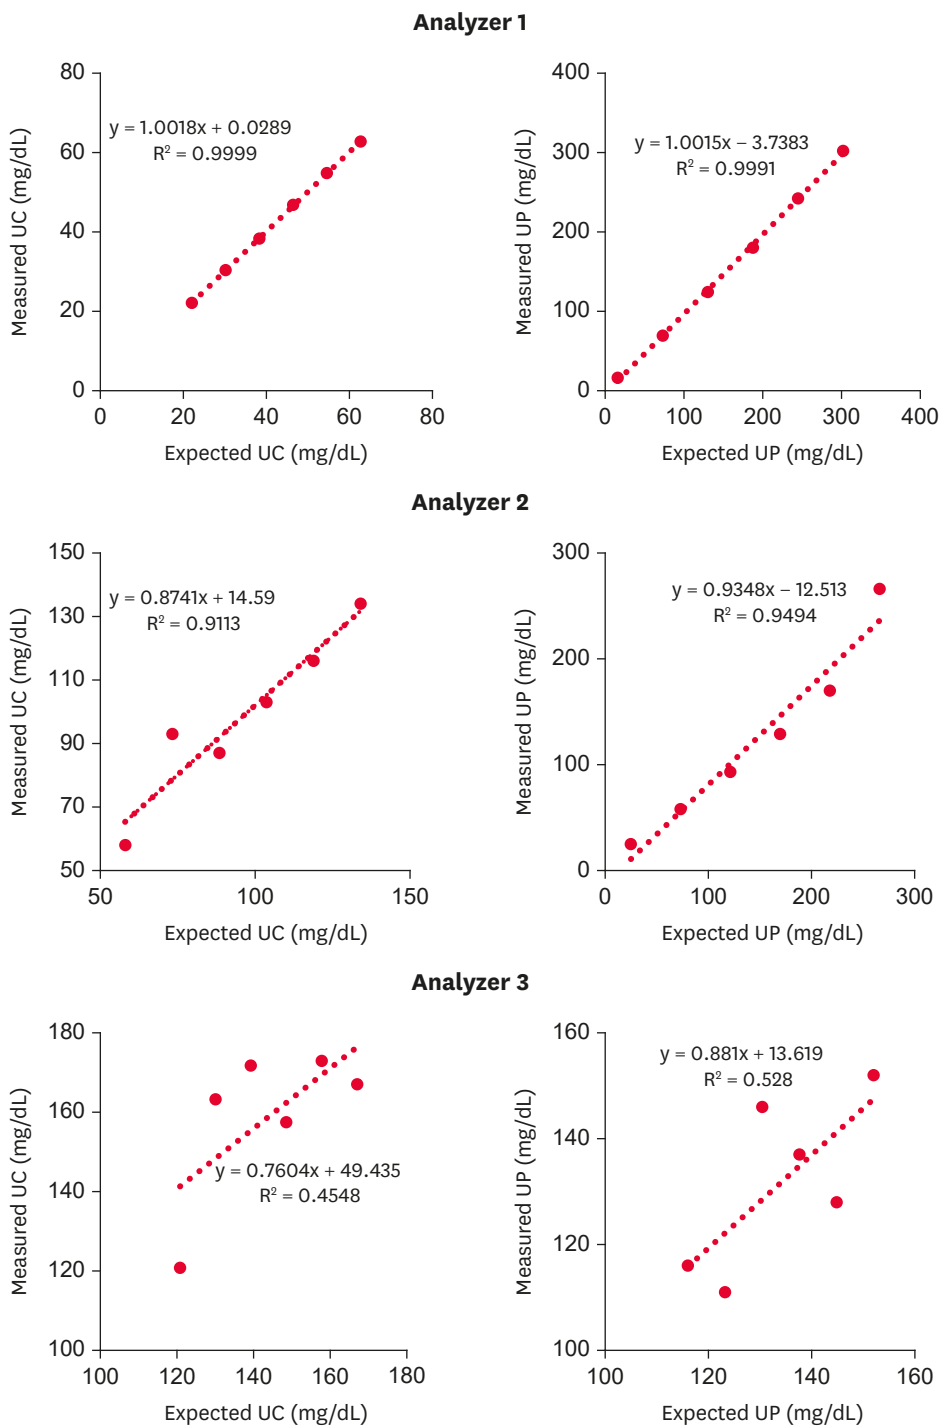 Analyzer 1
80
60
40
20
0
0 20 40 60 80
Measured UC (mg/dL)
Expected UC (mg/dL)
y = 1.0018x + 0.0289
R² = 0.9999
400
300
200
100
0
0 100 200 300 400
Measured UP (mg/dL)
Expected UP (mg/dL)
y = 1.0015x − 3.7383
R² = 0.9991
Analyzer 2
150
130
110
90
70
50
50 100 150
Measured UC (mg/dL)
Expected UC (mg/dL)
y = 0.8741x + 14.59
R² = 0.9113
300
200
100
0
0 100 200 300
Measured UP (mg/dL)
Expected UP (mg/dL)
y = 0.9348x − 12.513
R² = 0.9494
Analyzer 3
180
160
140
120
100
100 120 140 160 180
Measured UC (mg/dL)
Expected UC (mg/dL)
y = 0.7604x + 49.435
R² = 0.4548
160
140
120
100
100 120 140 160
Measured UP (mg/dL)
Expected UP (mg/dL)
y = 0.881x + 13.619
R² = 0.528